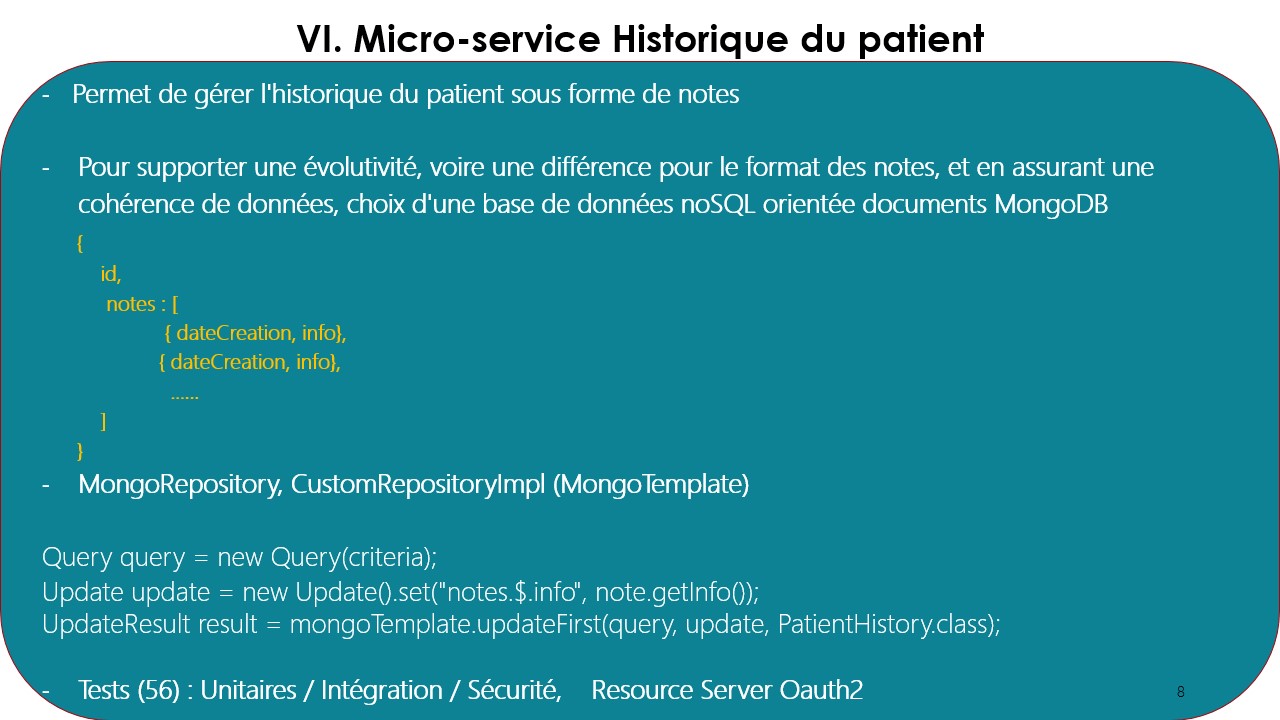 VI. Micro-service Historique du patient
- Permet de gérer l'historique du patient sous forme de notes
- Pour supporter une évolutivité, voire une différence pour le format des notes, et en assurant une
cohérence de données, choix d'une base de données noSQL orientée documents MongoDB
{
id,
notes : [
{ dateCreation, info},
{ dateCreation, info},
......
]
}
- MongoRepository, CustomRepositoryImpl (MongoTemplate)
Query query = new Query(criteria);
Update update = new Update().set("notes.$.info", note.getInfo());
UpdateResult result = mongoTemplate.updateFirst(query, update, PatientHistory.class);
- Tests (56) : Unitaires / Intégration / Sécurité, Resource Server Oauth2
8